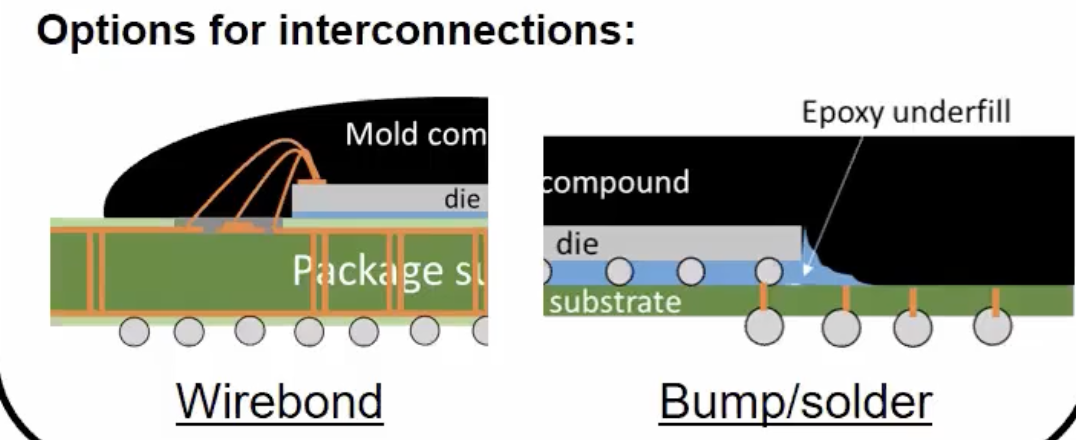 Options for interconnections:
Epoxy underfill
Mold com
compound
die
die
Package su
substrate
Wirebond
Bump/solder